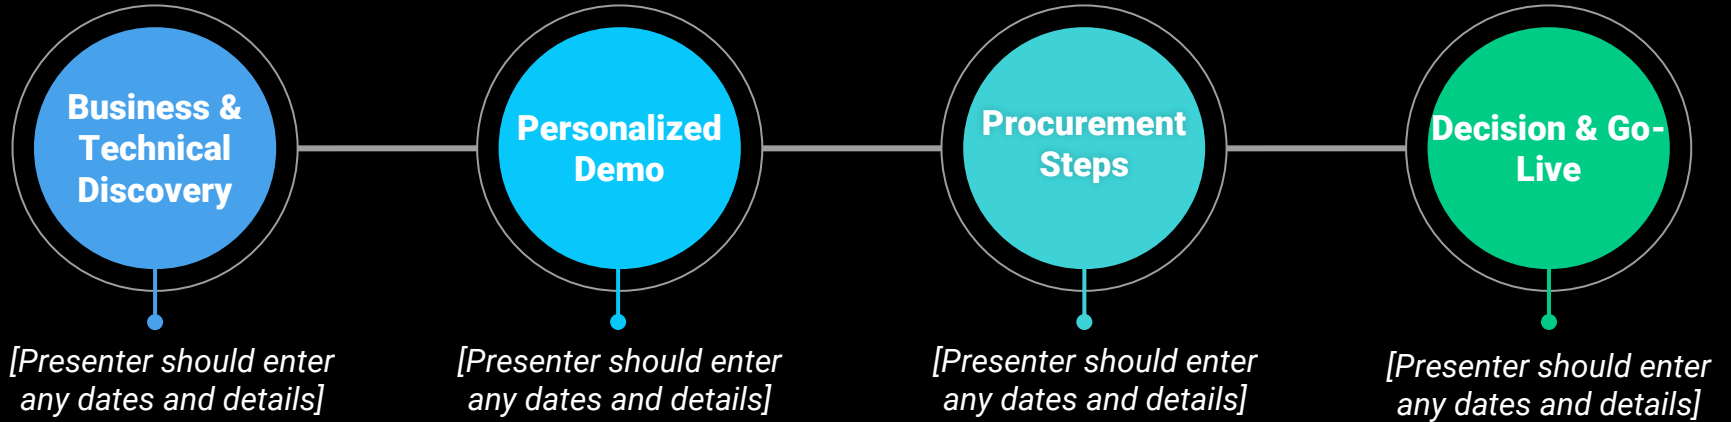 Business &
Technical
Discovery
Personalized
Demo
Procurement
Steps
Decision & Go-
Live
[Presenter should enter
any dates and details]
[Presenter should enter
any dates and details]
[Presenter should enter
any dates and details]
[Presenter should enter
any dates and details]